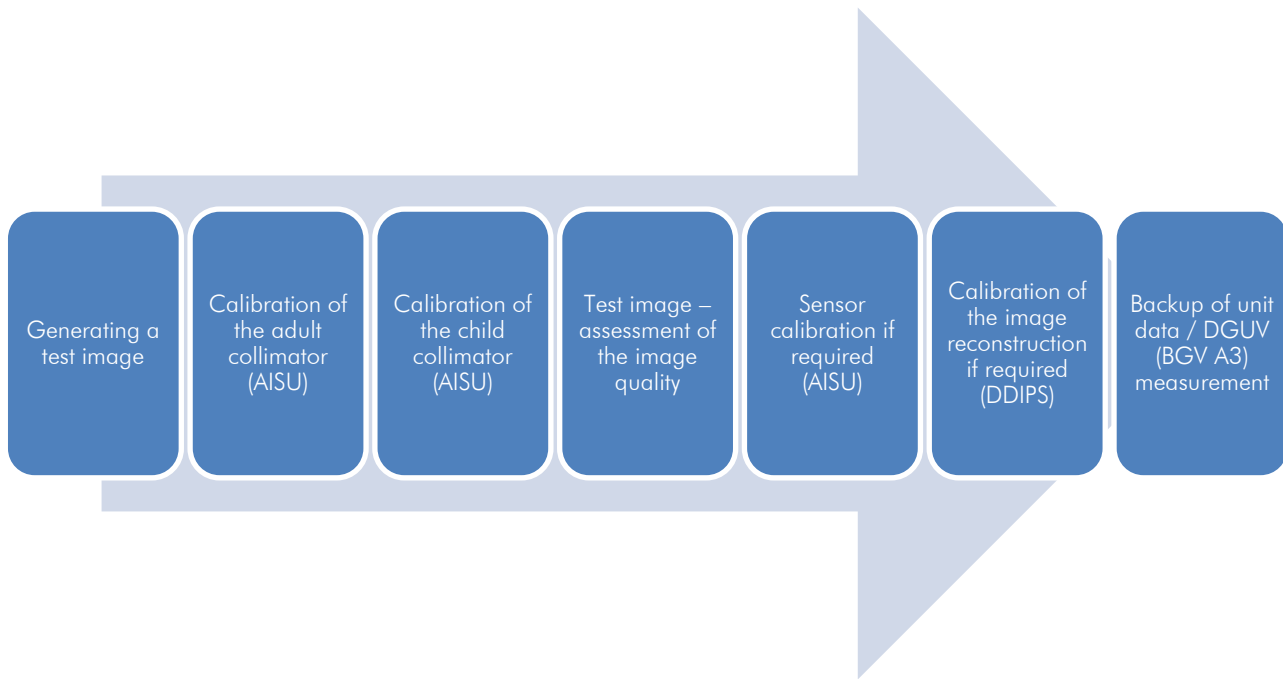 Generating a
test image
Calibration of
the adult
collimator
(AISU)
Calibration of
the child
collimator
(AISU)
Test image –
assessment of
the image
quality
Sensor
calibration if
required
(AISU)
Calibration of
the image
reconstruction
if required
(DDIPS)
Backup of unit
data / DGUV
(BGV A3)
measurement